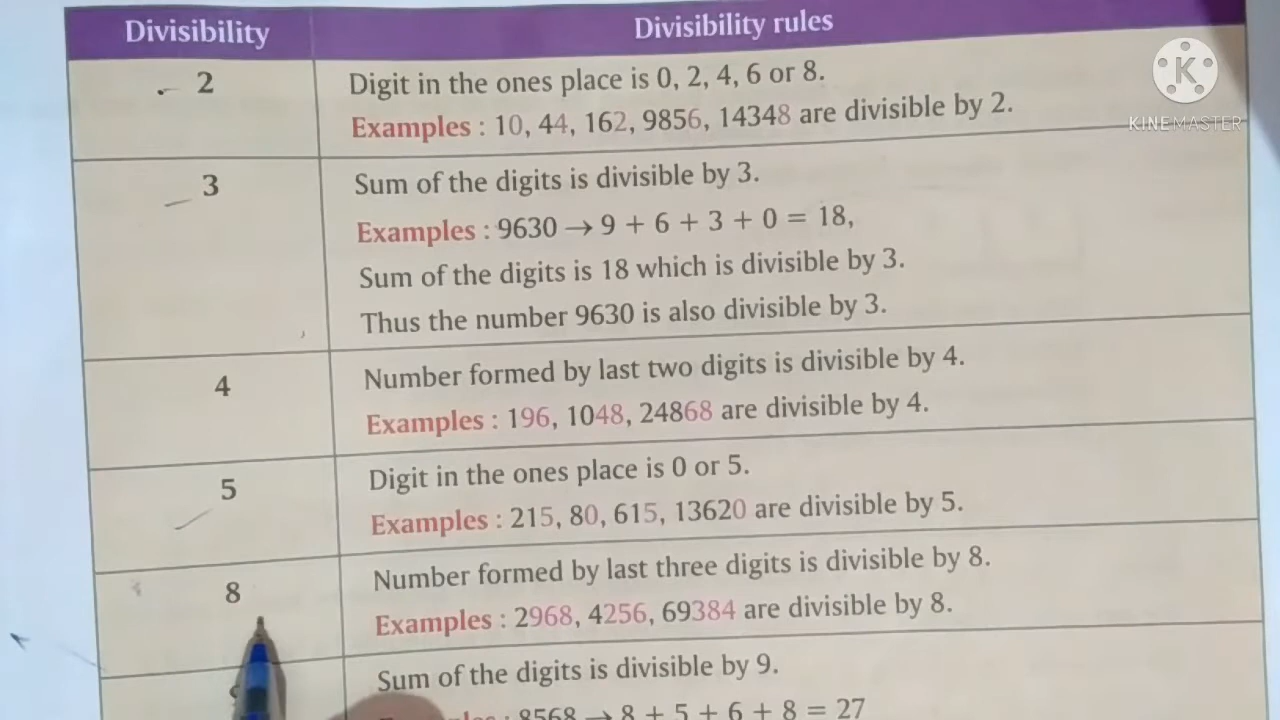 Divisibility Divisibility rules
2 Digit in the ones place is 0, 2, 4, 6 or 8.
Examples : 10, 44, 162, 9856, 14348 are divisible by 2.
3 Sum of the digits is divisible by 3.
Examples : 9630 → 9 + 6 + 3 + 0 = 18,
Sum of the digits is 18 which is divisible by 3.
Thus the number 9630 is also divisible by 3.
4 Number formed by last two digits is divisible by 4.
Examples : 196, 1048, 24868 are divisible by 4.
5 Digit in the ones place is 0 or 5.
Examples : 215, 80, 615, 13620 are divisible by 5.
8 Number formed by last three digits is divisible by 8.
Examples : 2968, 4256, 69384 are divisible by 8.
Sum of the digits is divisible by 9.
8568 → 8 + 5 + 6 + 8 = 27
K
KINEMASTER